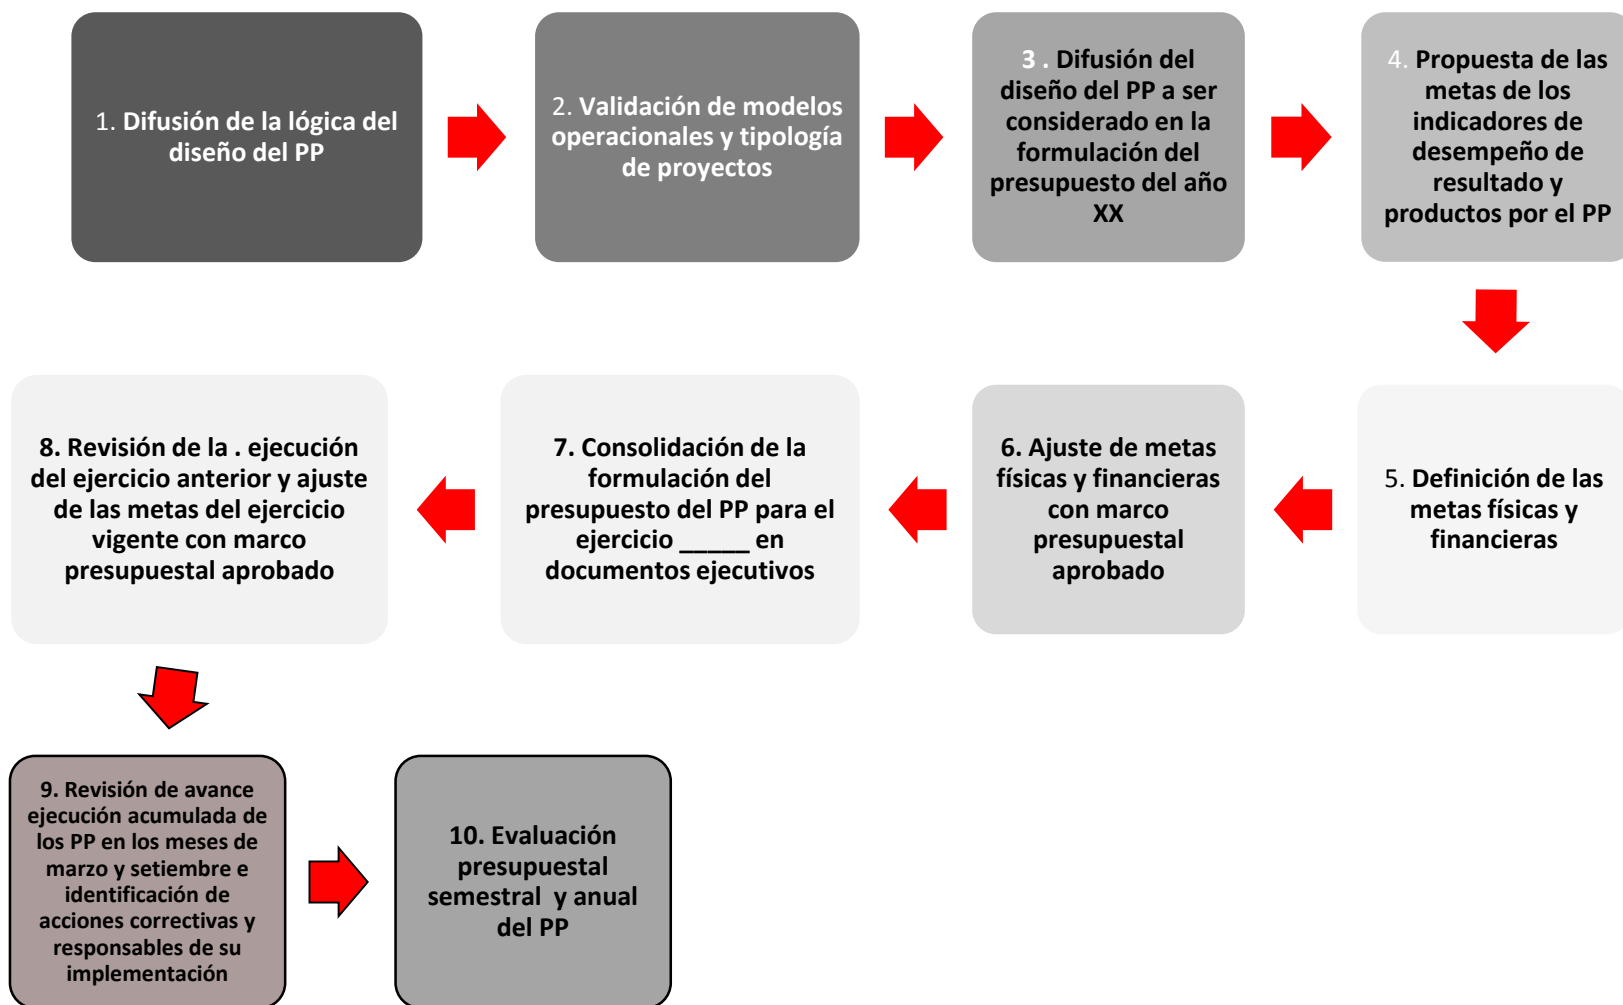 1. Difusión de la lógica del
diseño del PP
2. Validación de modelos
operacionales y tipología
de proyectos
3 . Difusión del
diseño del PP a ser
considerado en la
formulación del
presupuesto del año
XX
4. Propuesta de las
metas de los
indicadores de
desempeño de
resultado y
productos por el PP
5. Definición de las
metas físicas y
financieras
6. Ajuste de metas
físicas y financieras
con marco
presupuestal
aprobado
7. Consolidación de la
formulación del
presupuesto del PP para el
ejercicio _____ en
documentos ejecutivos
8. Revisión de la . ejecución
del ejercicio anterior y ajuste
de las metas del ejercicio
vigente con marco
presupuestal aprobado
9. Revisión de avance
ejecución acumulada de
los PP en los meses de
marzo y setiembre e
identificación de
acciones correctivas y
responsables de su
implementación
10. Evaluación
presupuestal
semestral y anual
del PP